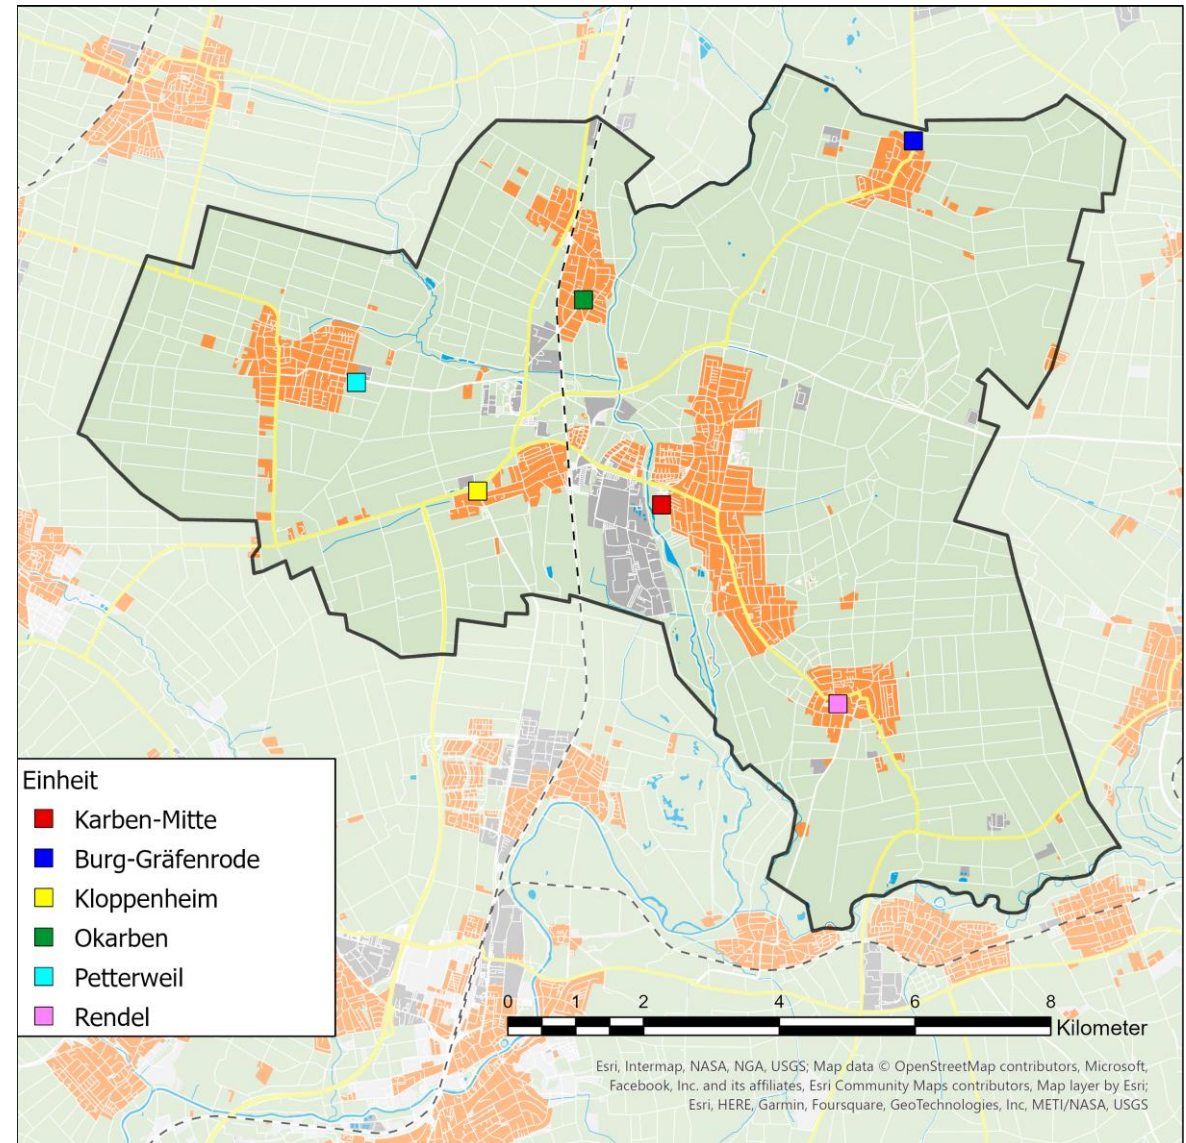 Einheit
Karben-Mitte
Burg-Gräfenrode
Kloppenheim
Okarben
Petterweil
Rendel
0 1 2 4 6 8
Kilometer
Esri, Intermap, NASA, NGA, USGS; Map data © OpenStreetMap contributors, Microsoft,
Facebook, Inc. and its affiliates, Esri Community Maps contributors, Map layer by Esri;
Esri, HERE, Garmin, Foursquare, GeoTechnologies, Inc, METI/NASA, USGS